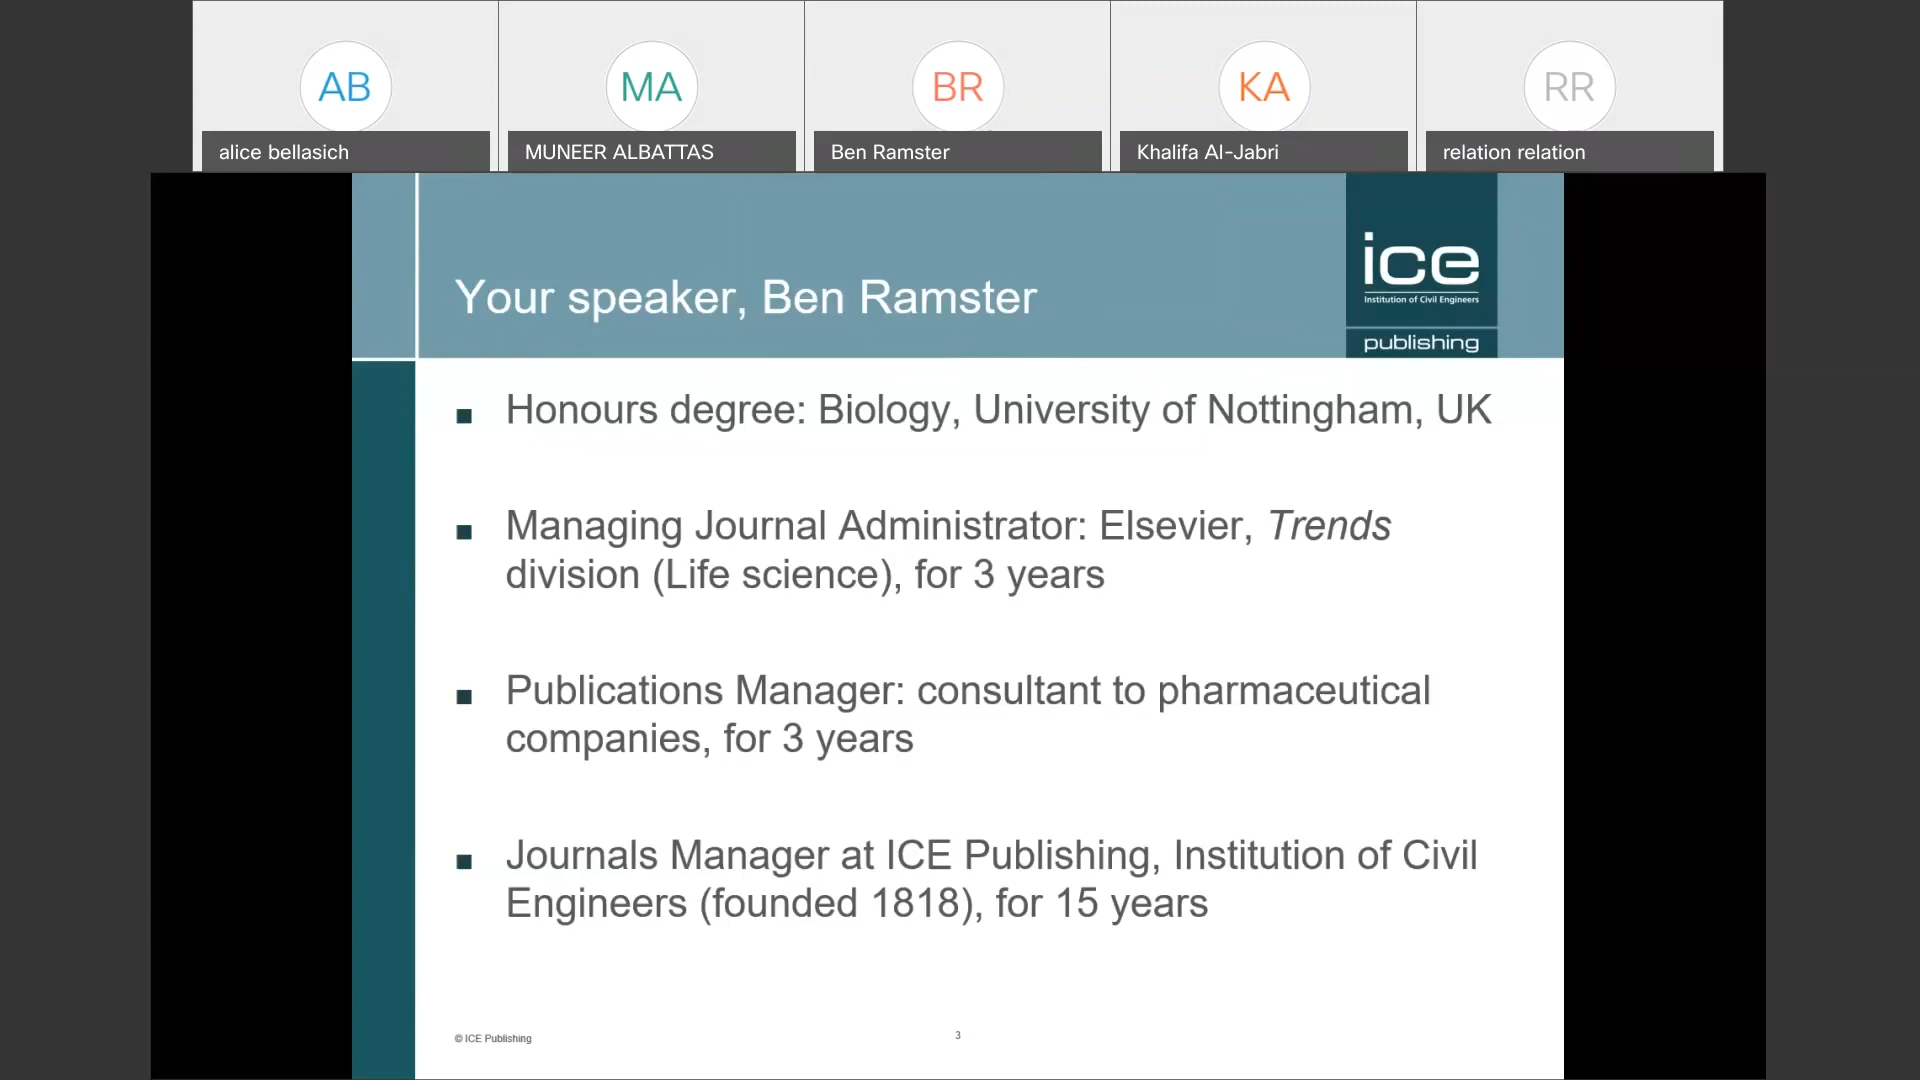 AB
MA
BR
KA
RR
alice bellasich
MUNEER ALBATTAS
Ben Ramster
Khalifa Al-Jabri
relation relation
Your speaker, Ben Ramster
ice
Institution of Civil Engineers
publishing
■ Honours degree: Biology, University of Nottingham, UK
■ Managing Journal Administrator: Elsevier, Trends
division (Life science), for 3 years
■ Publications Manager: consultant to pharmaceutical
companies, for 3 years
■ Journals Manager at ICE Publishing, Institution of Civil
Engineers (founded 1818), for 15 years
© ICE Publishing
3